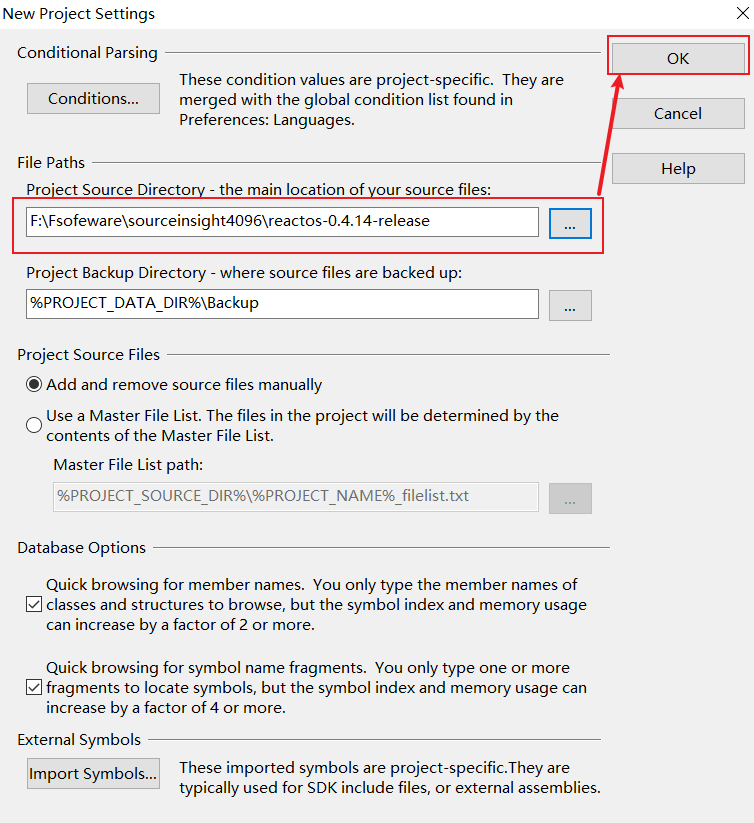 New Project Settings
Conditional Parsing
OK
Conditions...
These condition values are project-specific.  They are
merged with the global condition list found in
Preferences: Languages.
Cancel
File Paths
Help
Project Source Directory - the main location of your source files:
F:\Fsofeware\sourceinsight4096\reactos-0.4.14-release
...
Project Backup Directory - where source files are backed up:
%PROJECT_DATA_DIR%\Backup
...
Project Source Files
Add and remove source files manually
Use a Master File List. The files in the project will be determined by the
contents of the Master File List.
Master File List path:
%PROJECT_SOURCE_DIR%\%PROJECT_NAME%_filelist.txt
...
Database Options
Quick browsing for member names.  You only type the member names of
classes and structures to browse, but the symbol index and memory usage
can increase by a factor of 2 or more.
Quick browsing for symbol name fragments.  You only type one or more
fragments to locate symbols, but the symbol index and memory usage can
increase by a factor of 4 or more.
External Symbols
Import Symbols...
These imported symbols are project-specific.They are
typically used for SDK include files, or external assemblies.